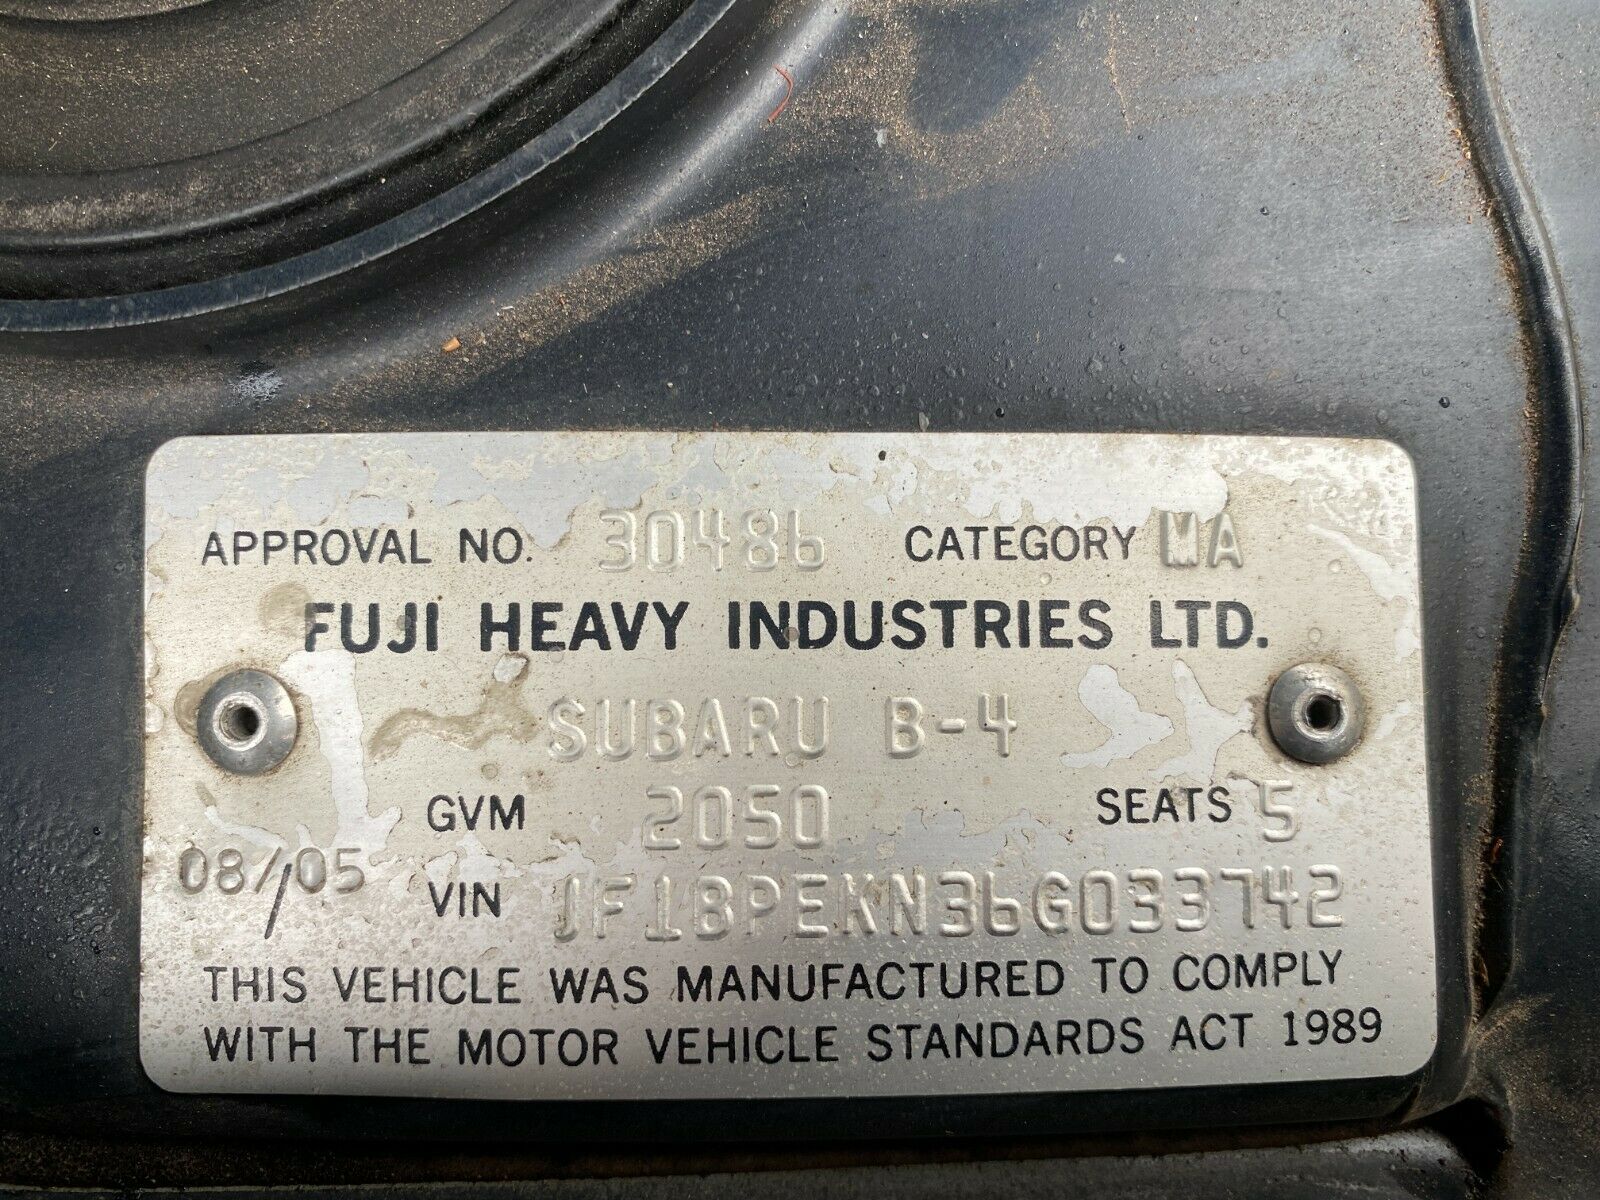 APPROVAL NO. 30486 CATEGORY MA
FUJI HEAVY INDUSTRIES LTD.
SUBARU B-4
GVM 2050 SEATS 5
08/05 VIN JF1BPEKN36G033742
THIS VEHICLE WAS MANUFACTURED TO COMPLY
WITH THE MOTOR VEHICLE STANDARDS ACT 1989